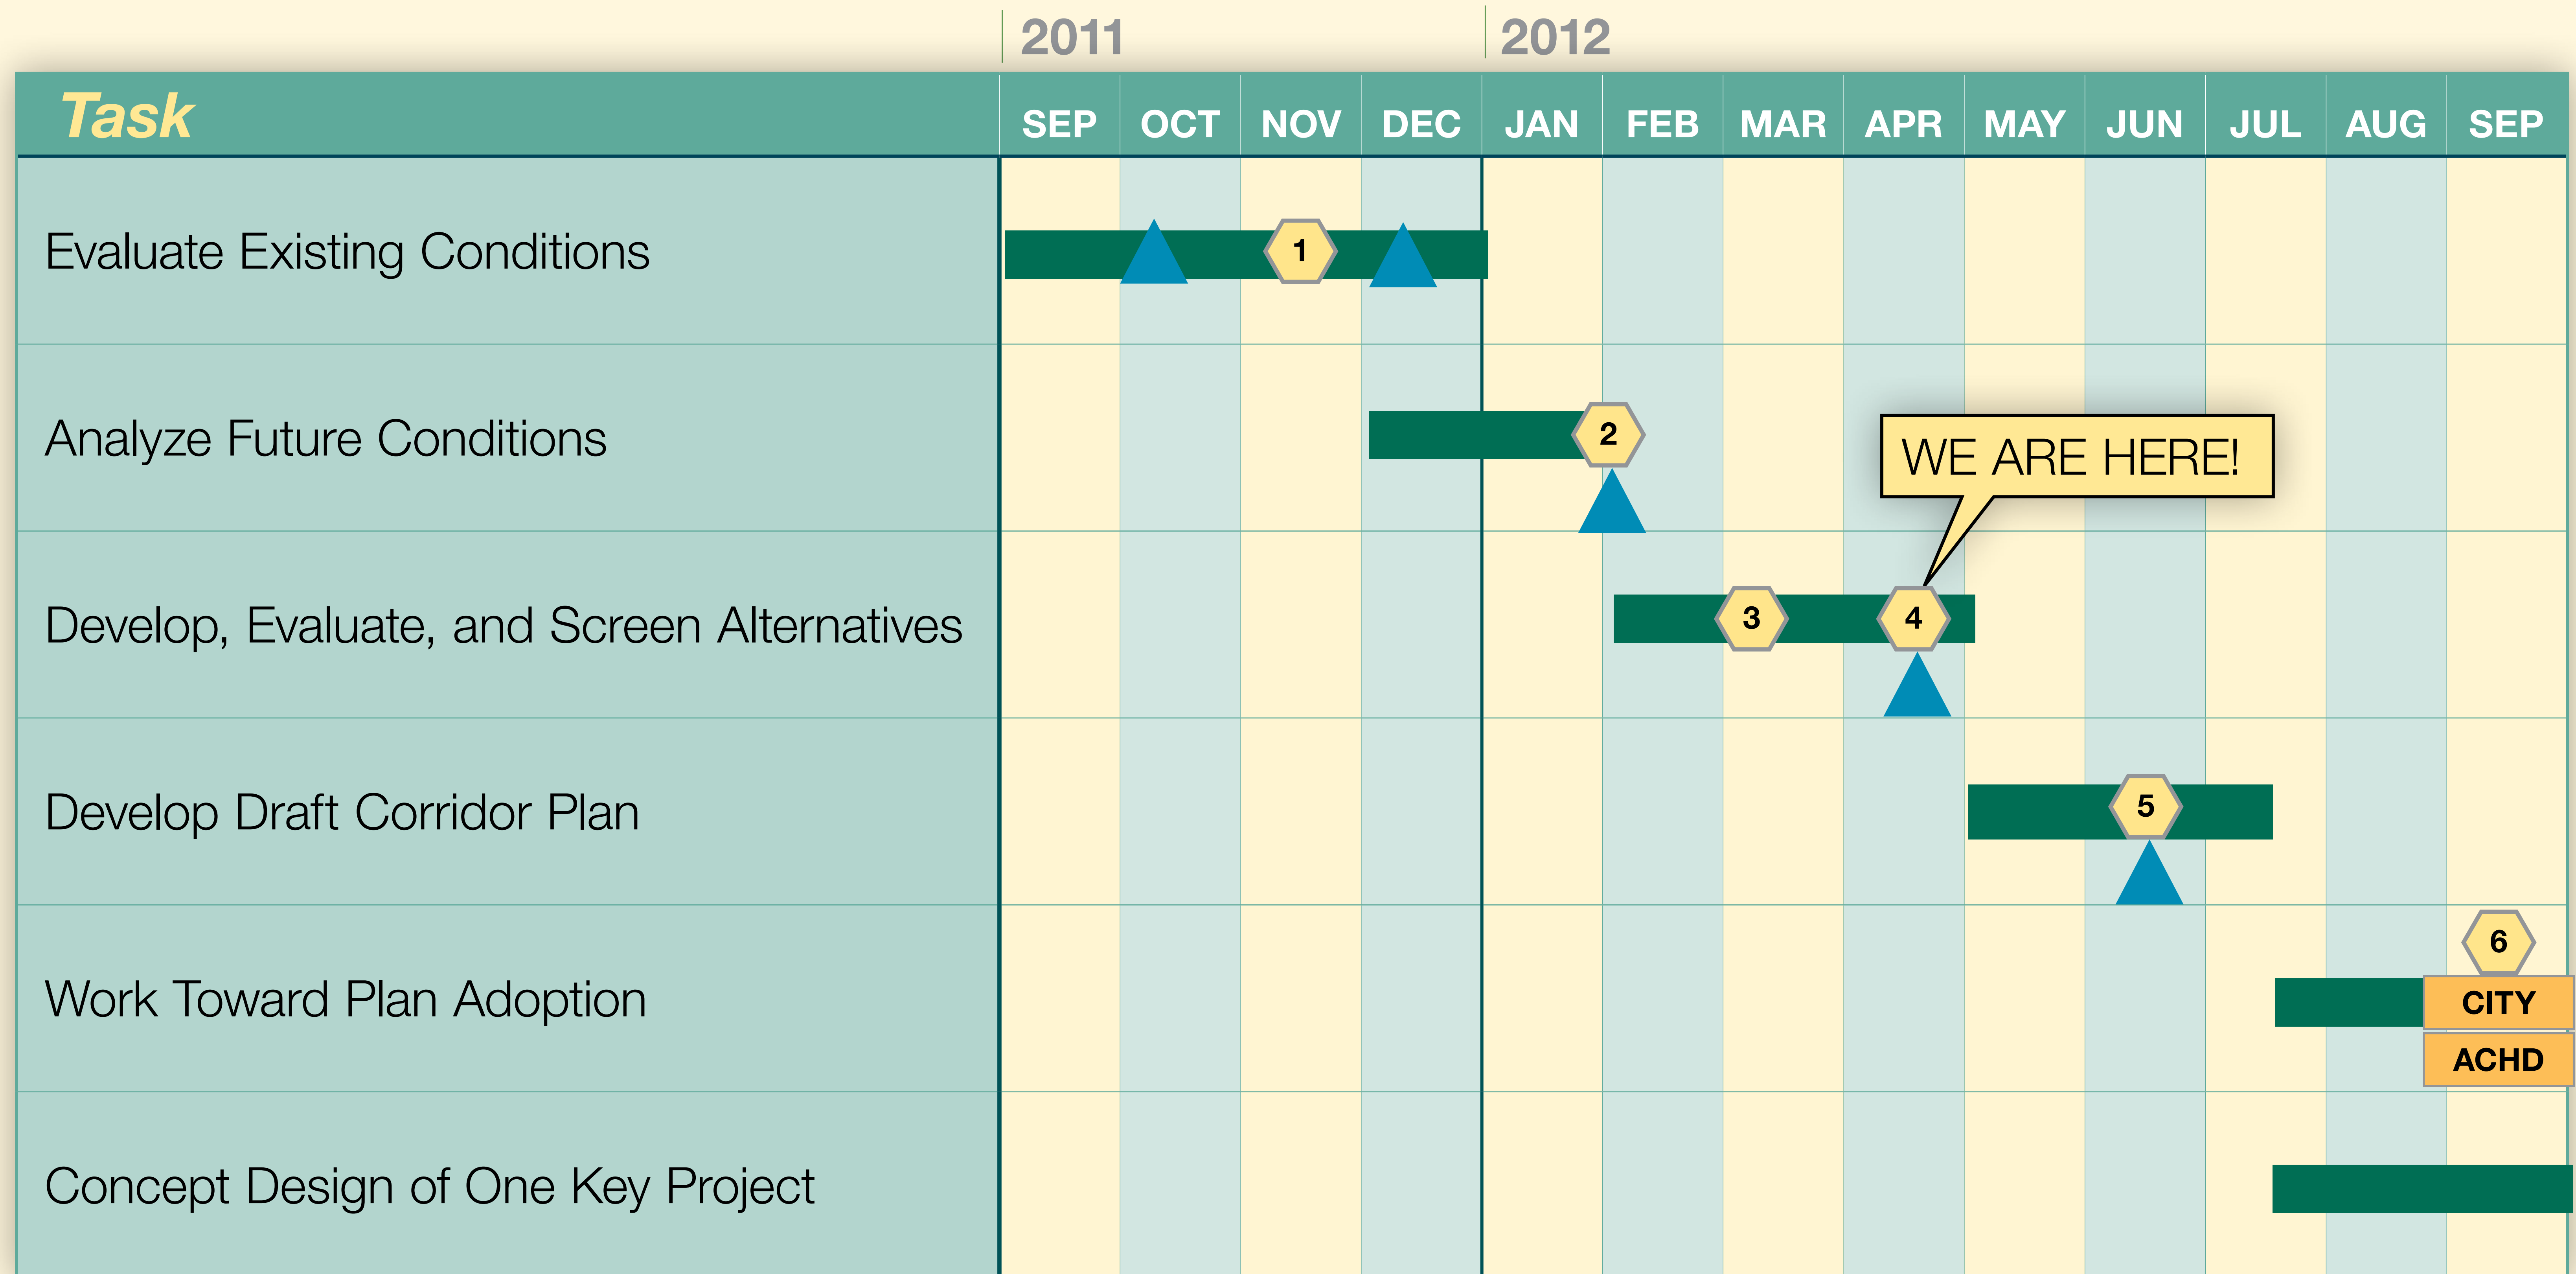 2011 2012
Task SEP OCT NOV DEC JAN FEB MAR APR MAY JUN JUL AUG SEP
Evaluate Existing Conditions 1
Analyze Future Conditions 2
WE ARE HERE!
Develop, Evaluate, and Screen Alternatives 3 4
Develop Draft Corridor Plan 5
6
Work Toward Plan Adoption CITY
ACHD
Concept Design of One Key Project